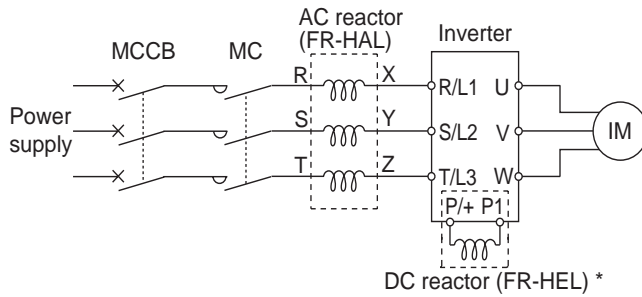 AC reactor
(FR-HAL)
Inverter
MCCB
MC
R
X
R/L1
U
Power
supply
S
Y
S/L2
V
IM
T
Z
T/L3
W
P/+ P1
DC reactor (FR-HEL) *